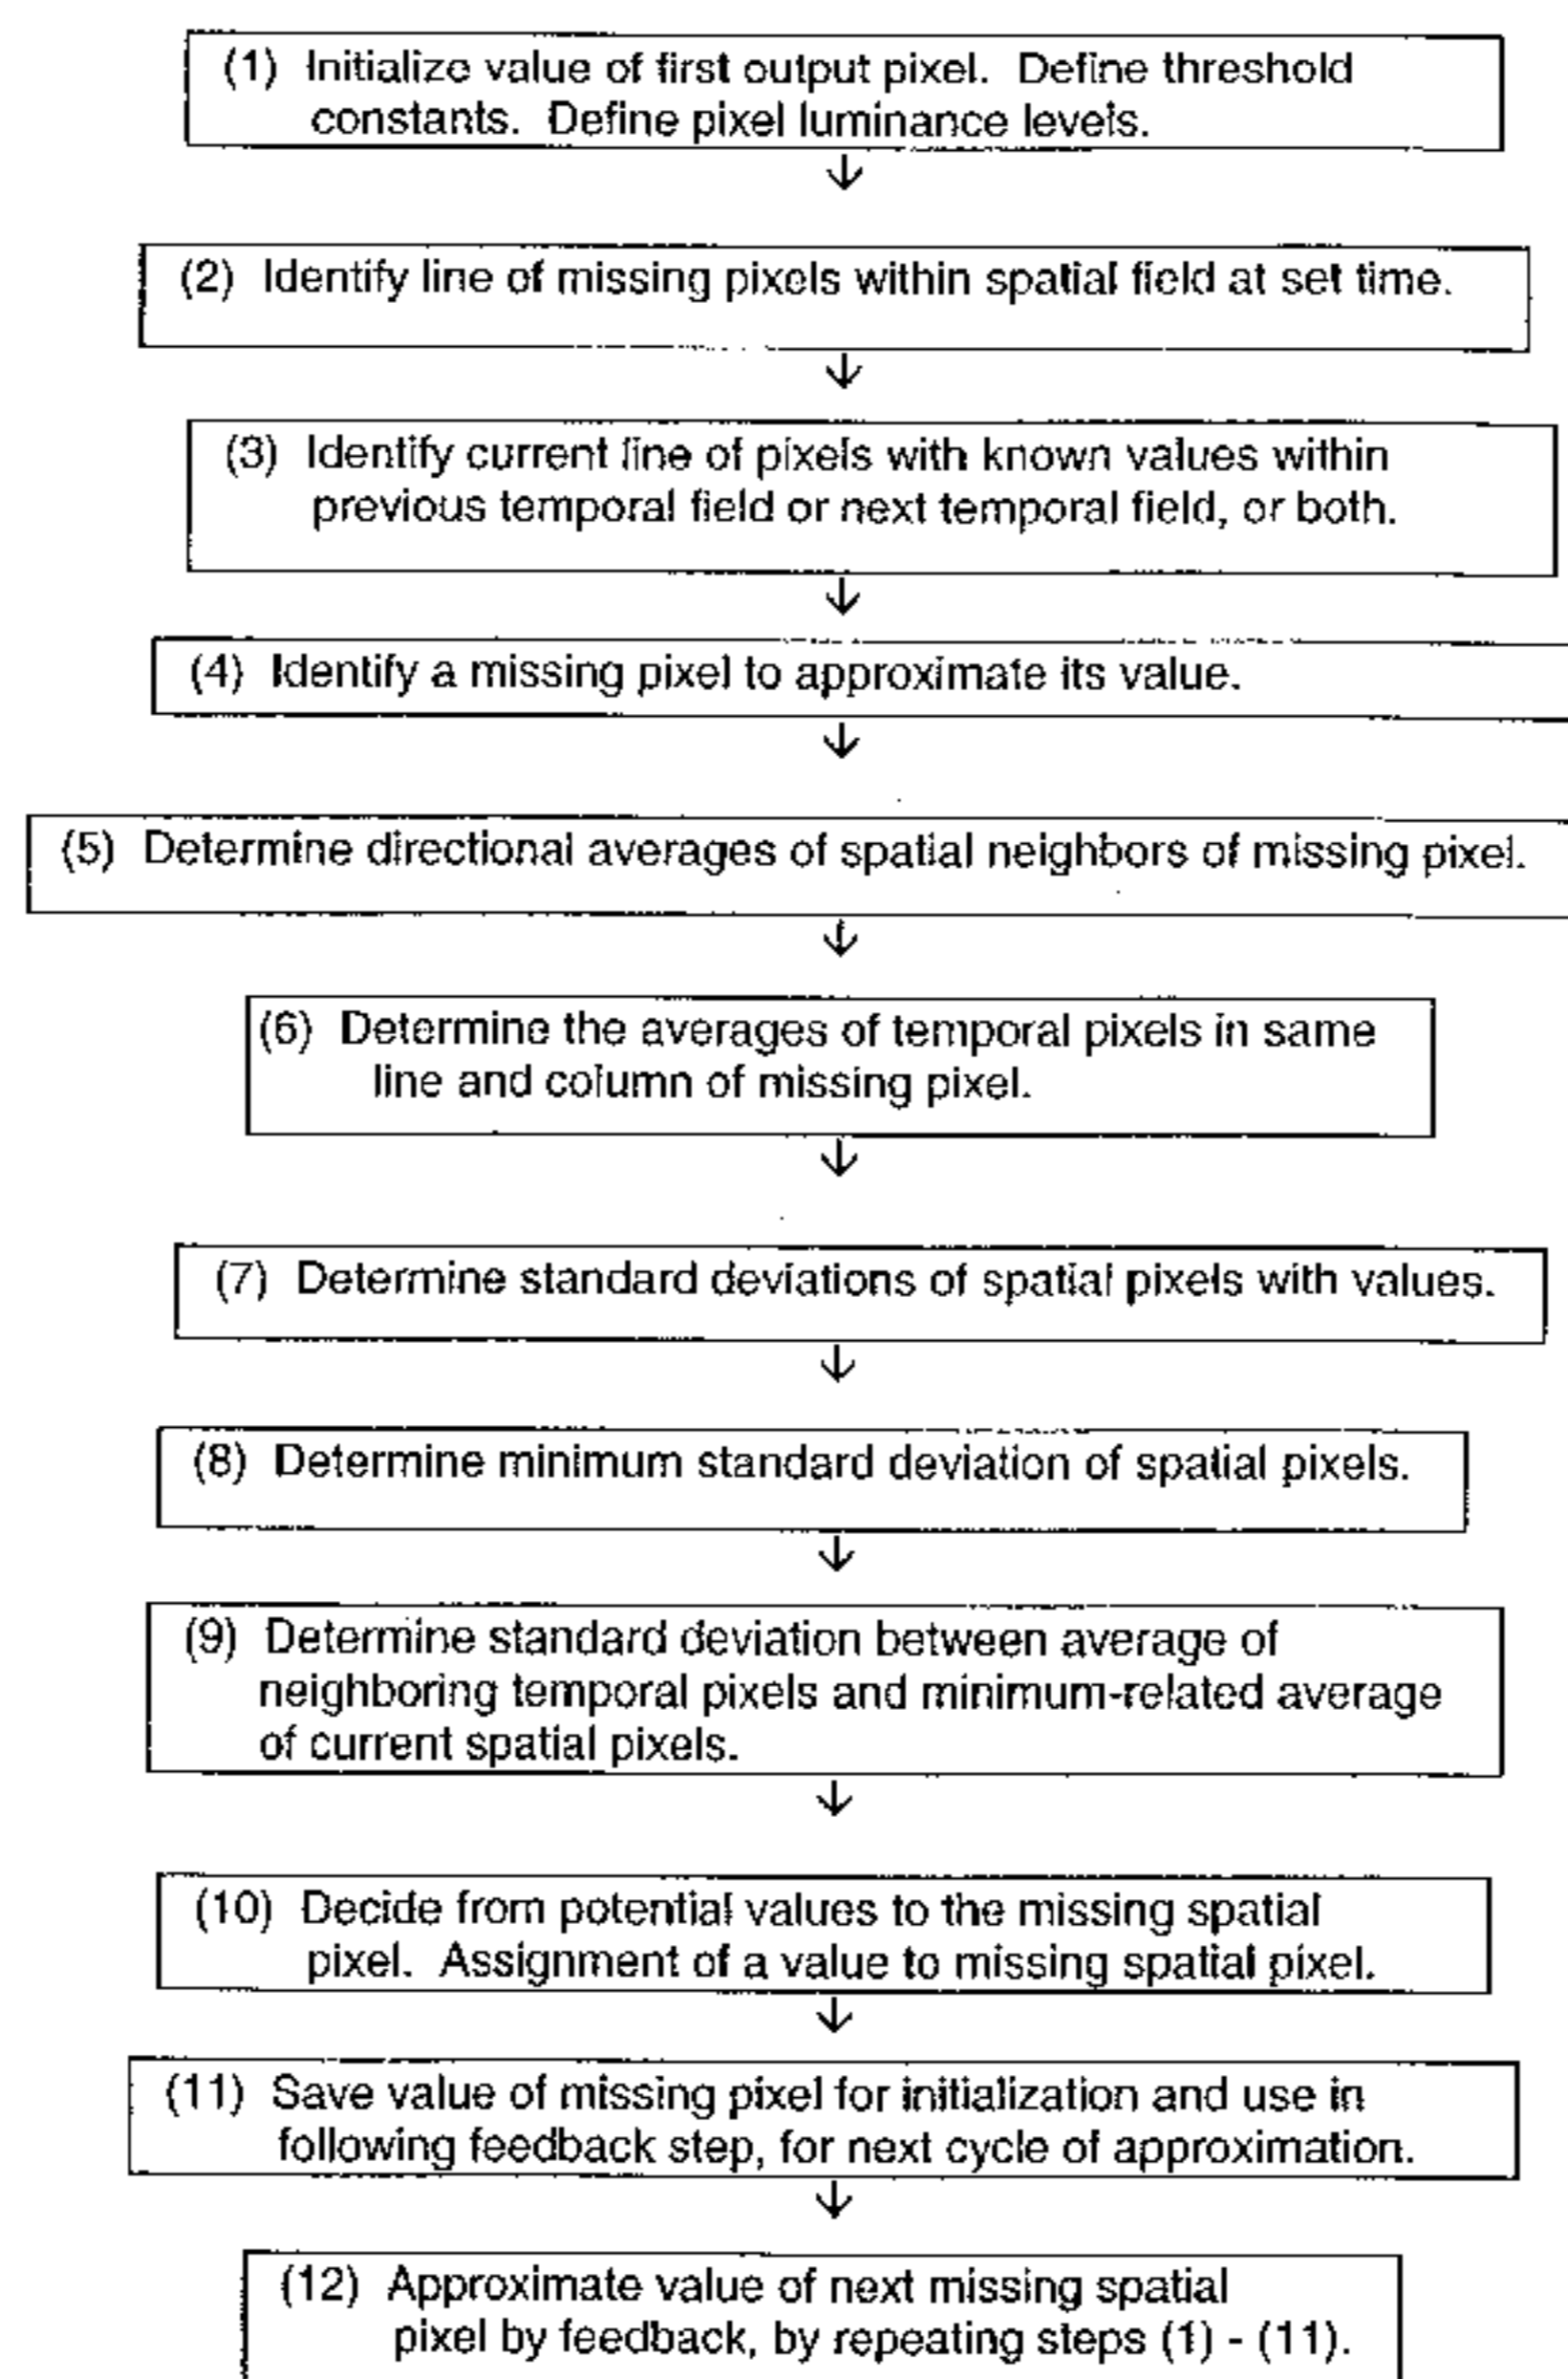 (1) Initialize value of first output pixel. Define threshold
constants. Define pixel luminance levels.
(2) Identify line of missing pixels within spatial field at set time.
(3) Identify current line of pixels with known values within
previous temporal field or next temporal field, or both.
(4) Identify a missing pixel to approximate its value.
(5) Determine directional averages of spatial neighbors of missing pixel.
(6) Determine the averages of temporal pixels in same
line and column of missing pixel.
(7) Determine standard deviations of spatial pixels with values.
(8) Determine minimum standard deviation of spatial pixels.
(9) Determine standard deviation between average of
neighboring temporal pixels and minimum-related average
of current spatial pixels.
(10) Decide from potential values to the missing spatial
pixel. Assignment of a value to missing spatial pixel.
(11) Save value of missing pixel for initialization and use in
following feedback step, for next cycle of approximation.
(12) Approximate value of next missing spatial
pixel by feedback, by repeating steps (1) - (11).